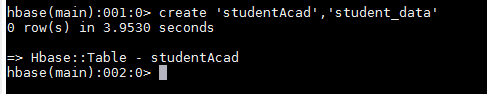 hbase(main):001:0> create 'studentAcad','student_data'
0 row(s) in 3.9530 seconds
=> Hbase::Table - studentAcad
hbase(main):002:0>